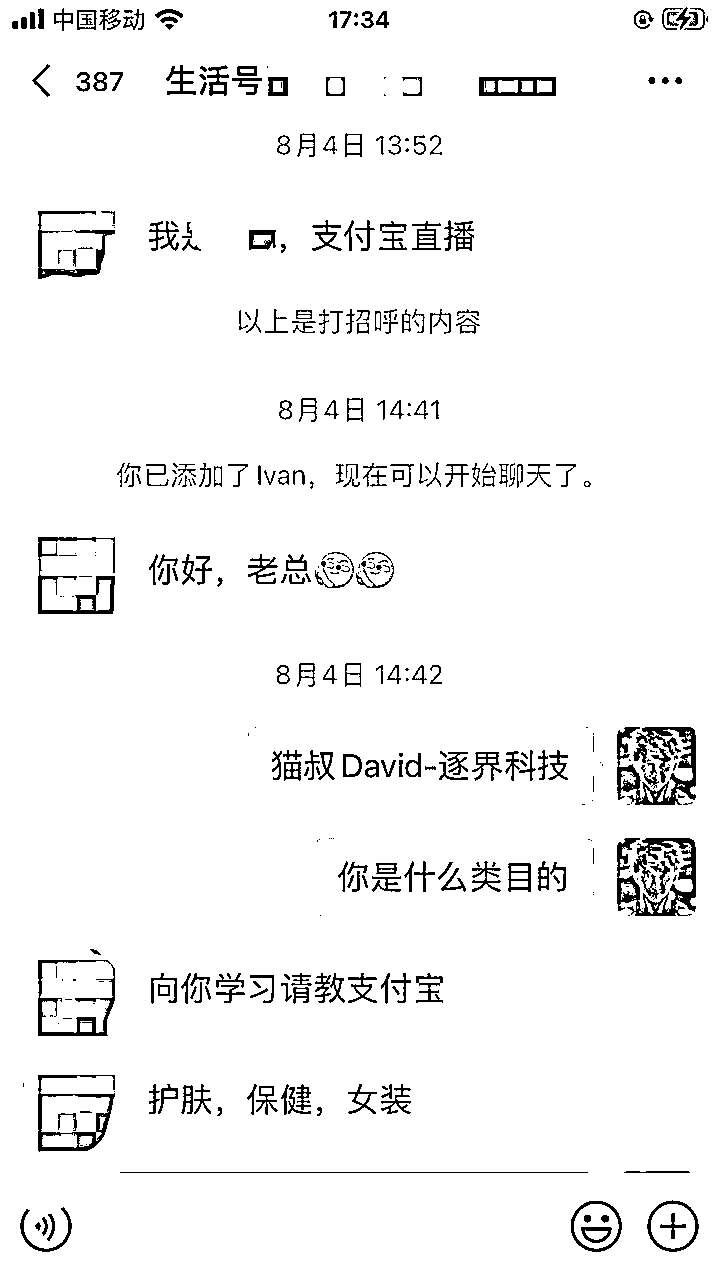 中国移动 17:34
387 生活号
8月4日 13:52
我是 ，支付宝直播
以上是打招呼的内容
8月4日 14:41
你已添加了Ivan，现在可以开始聊天了。
你好，老总
8月4日 14:42
猫叔David-逐界科技
你是什么类目的
向你学习请教支付宝
护肤，保健，女装